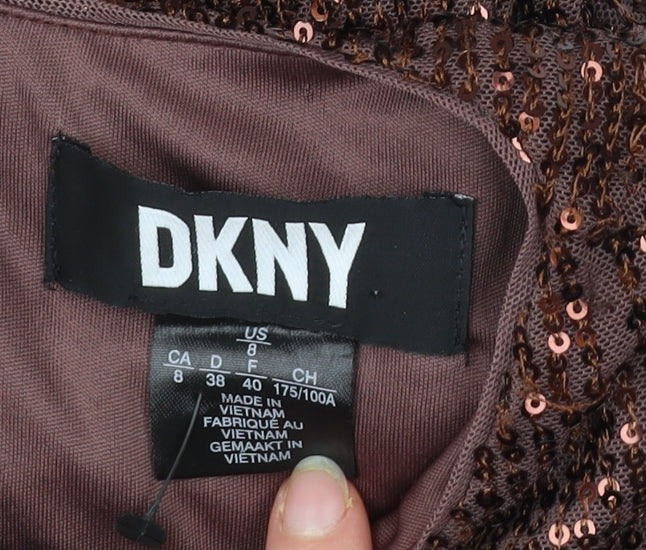 DKNY
US
8
CA D F CH
8 38 40 175/100A
MADE IN
VIETNAM
FABRIQUÉ AU
VIETNAM
GEMAAKT IN
VIETNAM